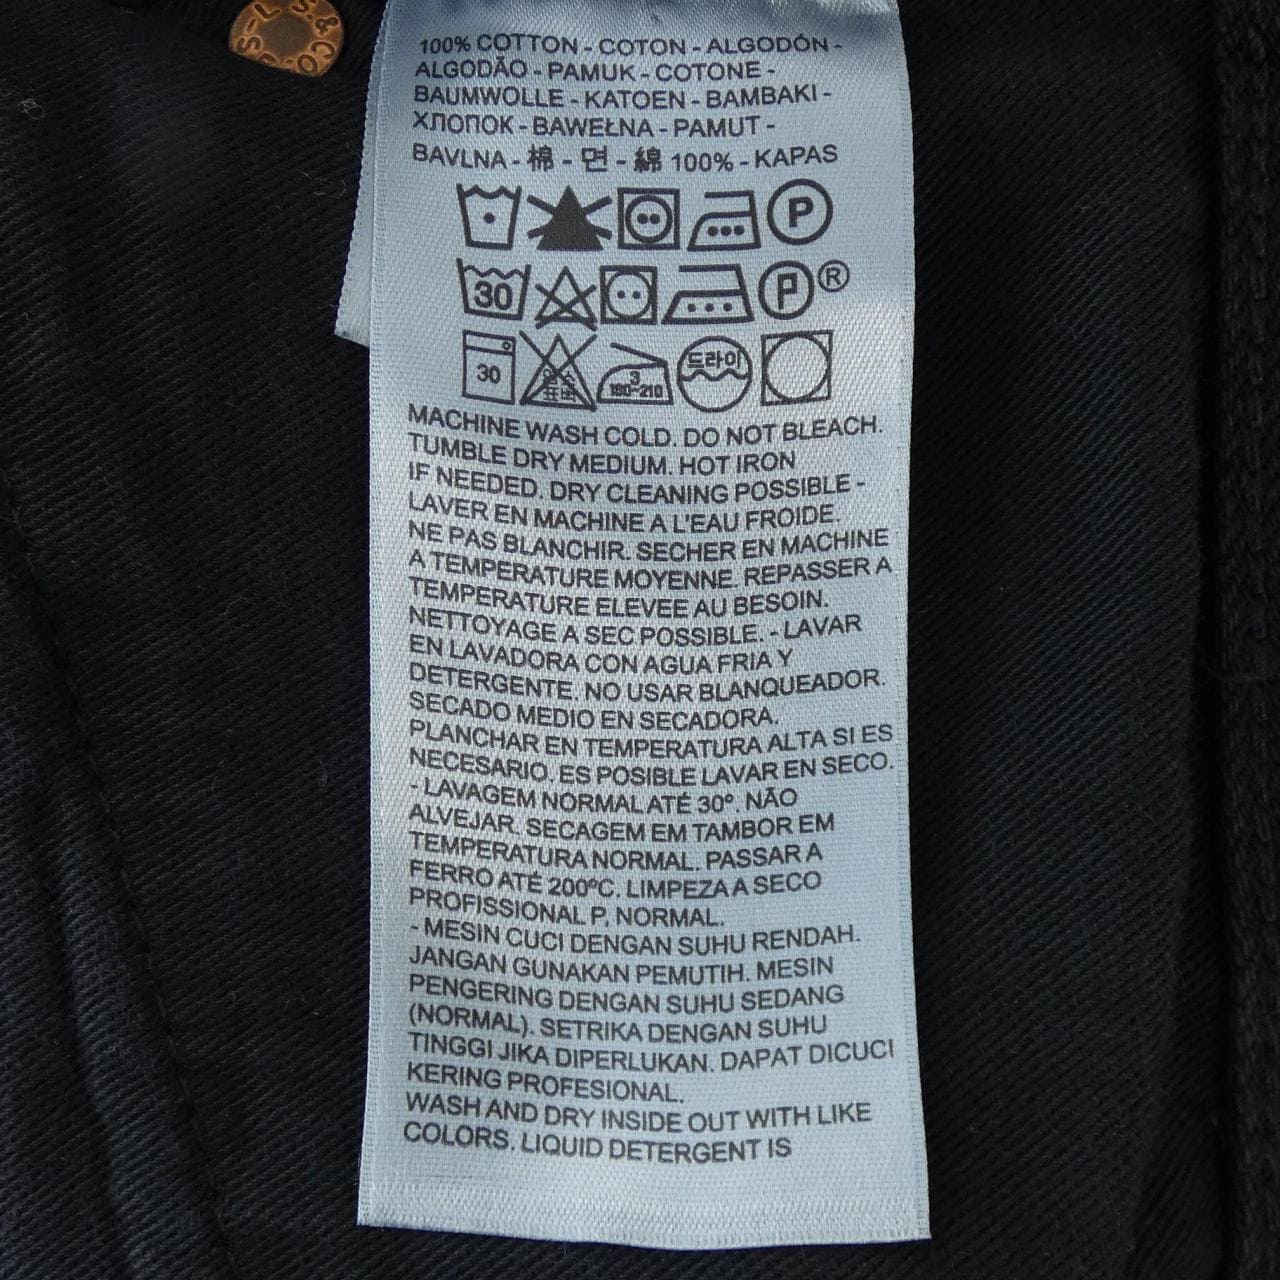 L.S.&CO.-S
100% COTTON - COTON - ALGODÓN -
ALGODÃO - PAMUK - COTONE -
BAUMWOLLE - KATOEN - BAMBAKI -
ХЛОПОК - BAWEŁNA - PAMUT -
BAVLNA - 棉 - 면 - 綿 100% - KAPAS
P
30 P ®
30 3 180~210 드라이
MACHINE WASH COLD. DO NOT BLEACH.
TUMBLE DRY MEDIUM. HOT IRON
IF NEEDED. DRY CLEANING POSSIBLE -
LAVER EN MACHINE A L'EAU FROIDE.
NE PAS BLANCHIR. SECHER EN MACHINE
A TEMPERATURE MOYENNE. REPASSER A
TEMPERATURE ELEVEE AU BESOIN.
NETTOYAGE A SEC POSSIBLE. - LAVAR
EN LAVADORA CON AGUA FRIA Y
DETERGENTE. NO USAR BLANQUEADOR.
SECADO MEDIO EN SECADORA.
PLANCHAR EN TEMPERATURA ALTA SI ES
NECESARIO. ES POSIBLE LAVAR EN SECO.
- LAVAGEM NORMAL ATÉ 30º. NÃO
ALVEJAR. SECAGEM EM TAMBOR EM
TEMPERATURA NORMAL. PASSAR A
FERRO ATÉ 200ºC. LIMPEZA A SECO
PROFISSIONAL P, NORMAL.
- MESIN CUCI DENGAN SUHU RENDAH.
JANGAN GUNAKAN PEMUTIH. MESIN
PENGERING DENGAN SUHU SEDANG
(NORMAL). SETRIKA DENGAN SUHU
TINGGI JIKA DIPERLUKAN. DAPAT DICUCI
KERING PROFESIONAL.
WASH AND DRY INSIDE OUT WITH LIKE
COLORS. LIQUID DETERGENT IS